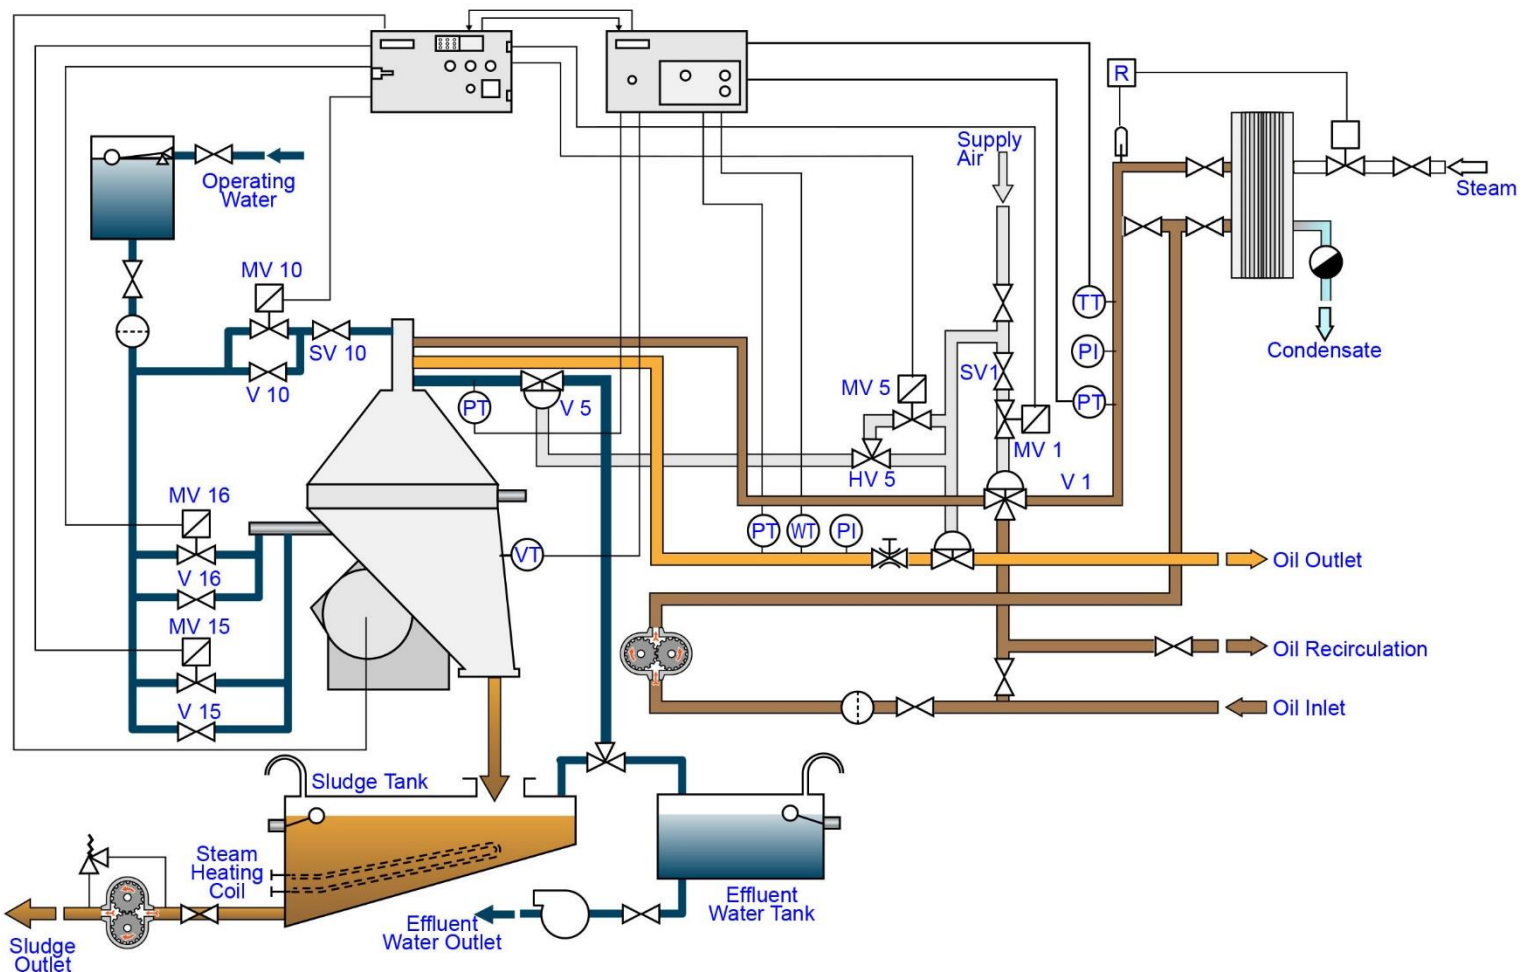 R
Supply
Air
Steam
Operating
Water
MV 10
TT
SV 10
PI
Condensate
V 10
SV1
MV 5
PT
V 5
PT
MV 1
HV 5
V 1
MV 16
PT
WT
PI
VT
Oil Outlet
V 16
MV 15
Oil Recirculation
V 15
Oil Inlet
Sludge Tank
Steam
Heating
Coil
Effluent
Water Tank
Effluent
Water Outlet
Sludge
Outlet